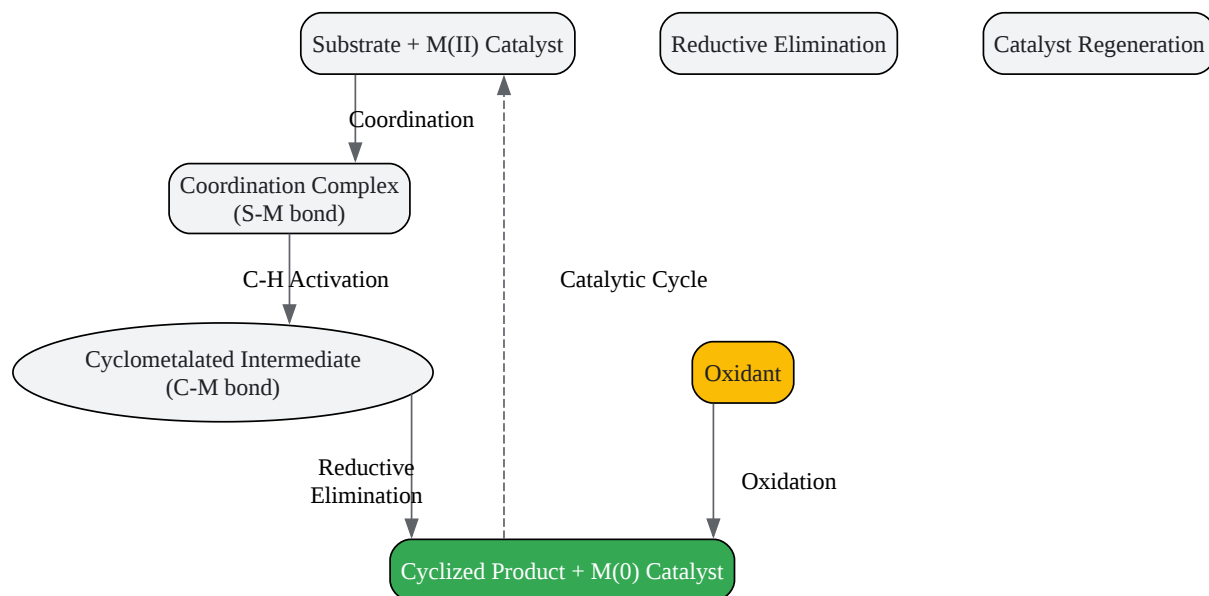 Substrate + M(II) Catalyst
Reductive Elimination
Catalyst Regeneration
Coordination
Coordination Complex
(S-M bond)
C-H Activation
Catalytic Cycle
Cyclometalated Intermediate
(C-M bond)
Oxidant
Reductive
Elimination
Oxidation
Cyclized Product + M(0) Catalyst